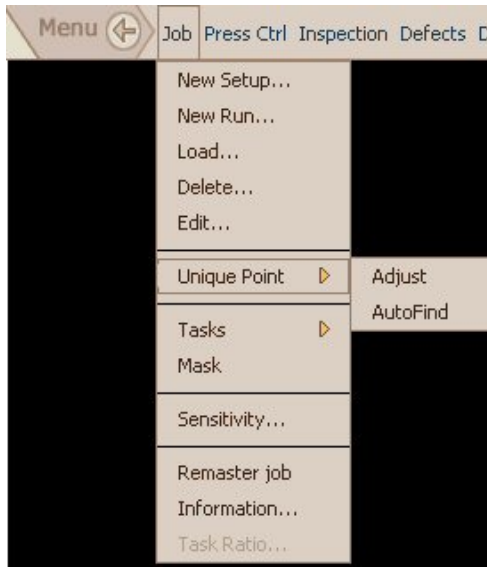 Menu Job Press Ctrl Inspection Defects D
New Setup...
New Run...
Load...
Delete...
Edit...
Unique Point Adjust
AutoFind
Tasks
Mask
Sensitivity...
Remaster job
Information...
Task Ratio...